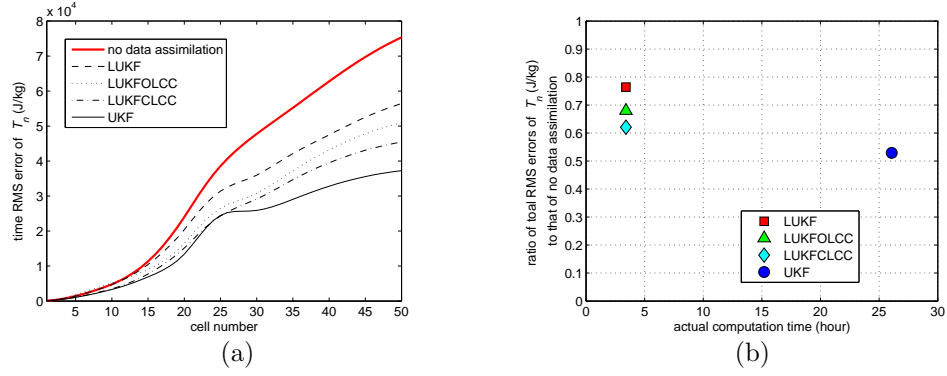 x 10⁴
8
7
6
5
4
3
2
1
0
time RMS error of T_n (J/kg)
no data assimilation
LUKF
LUKFOLCC
LUKFCLCC
UKF
5 10 15 20 25 30 35 40 45 50
cell number
(a)
1
0.9
0.8
0.7
0.6
0.5
0.4
0.3
0.2
0.1
0
ratio of toal RMS errors of T_n (J/kg)
to that of no data assimilation
LUKF
LUKFOLCC
LUKFCLCC
UKF
0 5 10 15 20 25 30
actual computation time (hour)
(b)